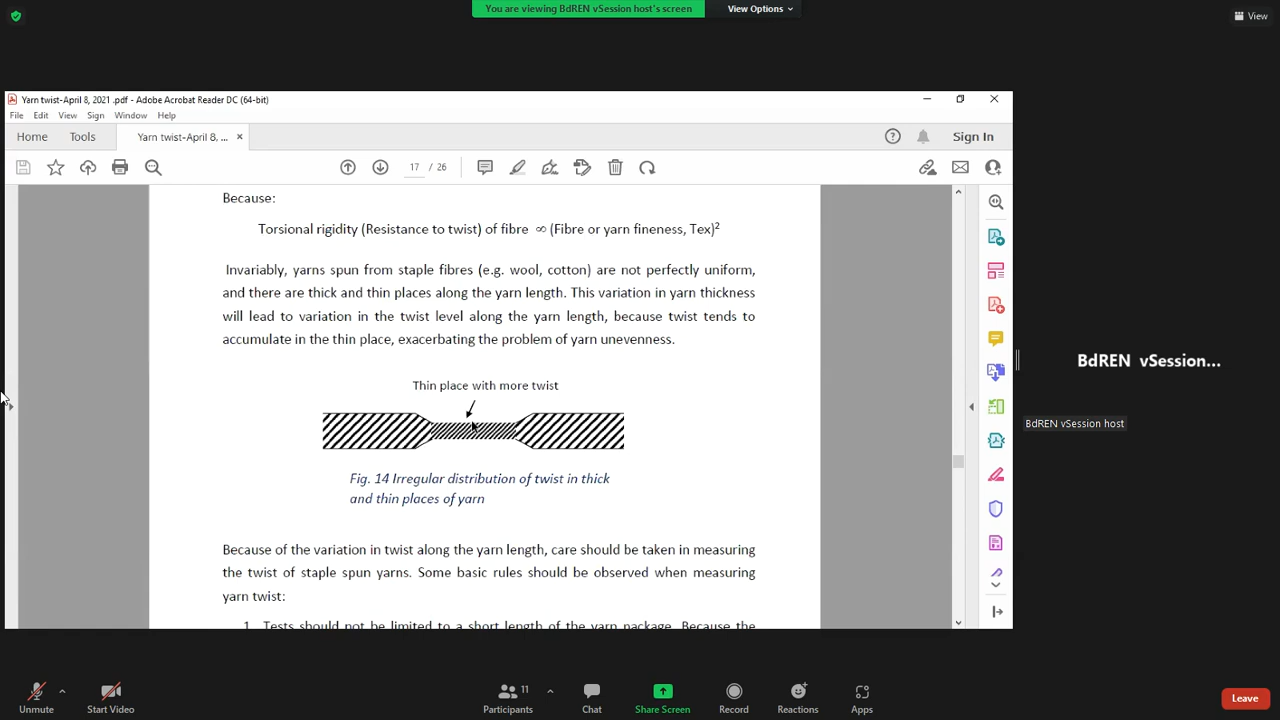 You are viewing BdREN vSession host's screen
View Options
View
Yarn twist-April 8, 2021 .pdf - Adobe Acrobat Reader DC (64-bit)
File Edit View Sign Window Help
Home Tools Yarn twist-April 8, ... × Sign In
17 / 26
Because:
Torsional rigidity (Resistance to twist) of fibre ∞ (Fibre or yarn fineness, Tex)²
Invariably, yarns spun from staple fibres (e.g. wool, cotton) are not perfectly uniform,
and there are thick and thin places along the yarn length. This variation in yarn thickness
will lead to variation in the twist level along the yarn length, because twist tends to
accumulate in the thin place, exacerbating the problem of yarn unevenness.
Thin place with more twist
Fig. 14 Irregular distribution of twist in thick
and thin places of yarn
Because of the variation in twist along the yarn length, care should be taken in measuring
the twist of staple spun yarns. Some basic rules should be observed when measuring
yarn twist:
1. Tests should not be limited to a short length of the yarn package. Because the
BdREN vSession...
BdREN vSession host
Unmute
Start Video
Participants 11
Chat
Share Screen
Record
Reactions
Apps
Leave